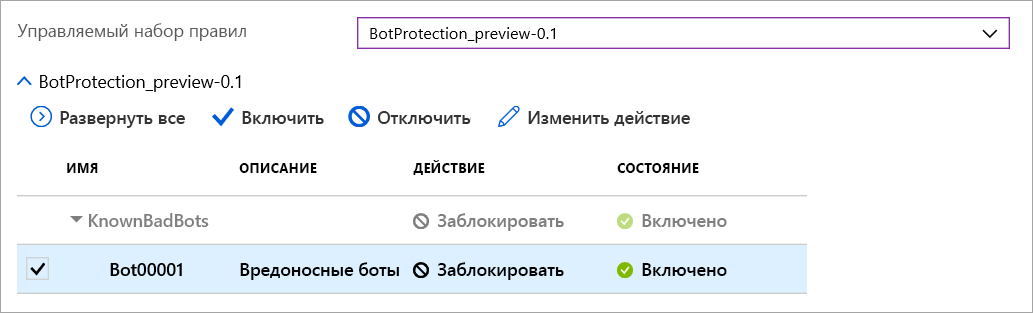 Управляемый набор правил BotProtection_preview-0.1
BotProtection_preview-0.1
Развернуть все Включить Отключить Изменить действие
ИМЯ ОПИСАНИЕ ДЕЙСТВИЕ СОСТОЯНИЕ
KnownBadBots Заблокировать Включено
Bot00001 Вредоносные боты Заблокировать Включено